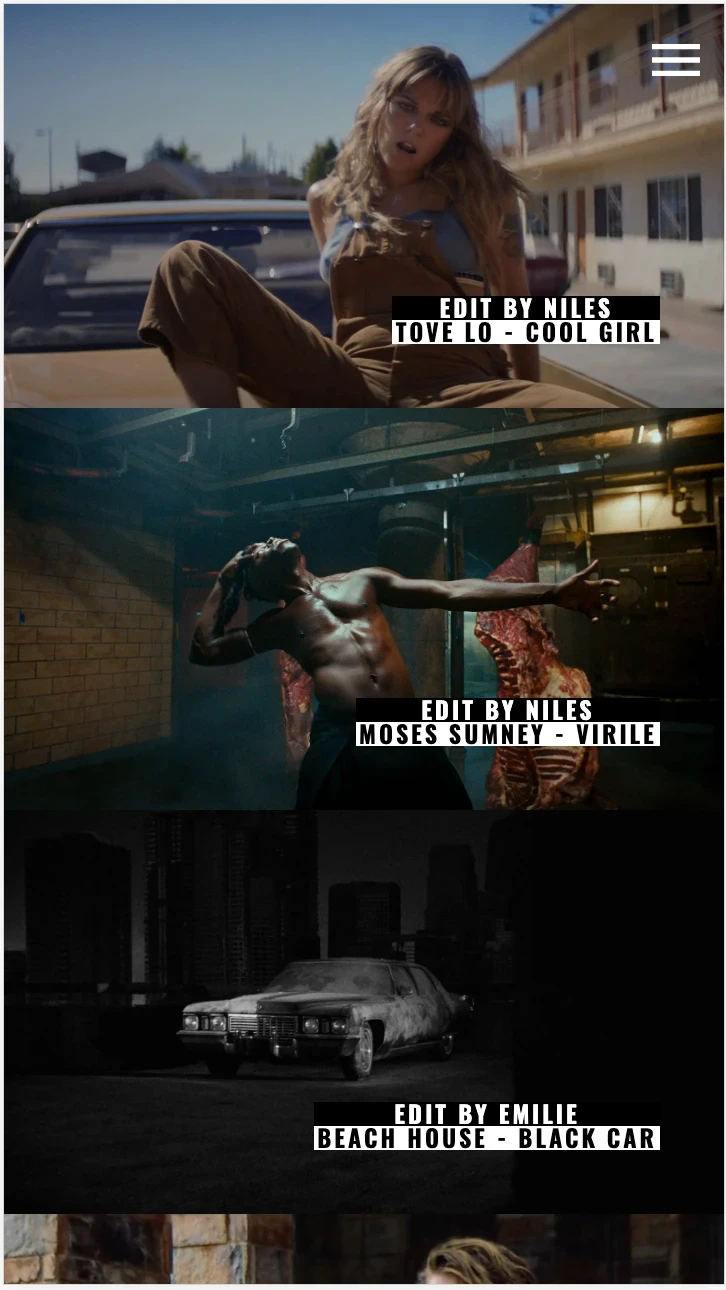 EDIT BY NILES
TOVE LO - COOL GIRL
EDIT BY NILES
MOSES SUMNEY - VIRILE
EDIT BY EMILIE
BEACH HOUSE - BLACK CAR